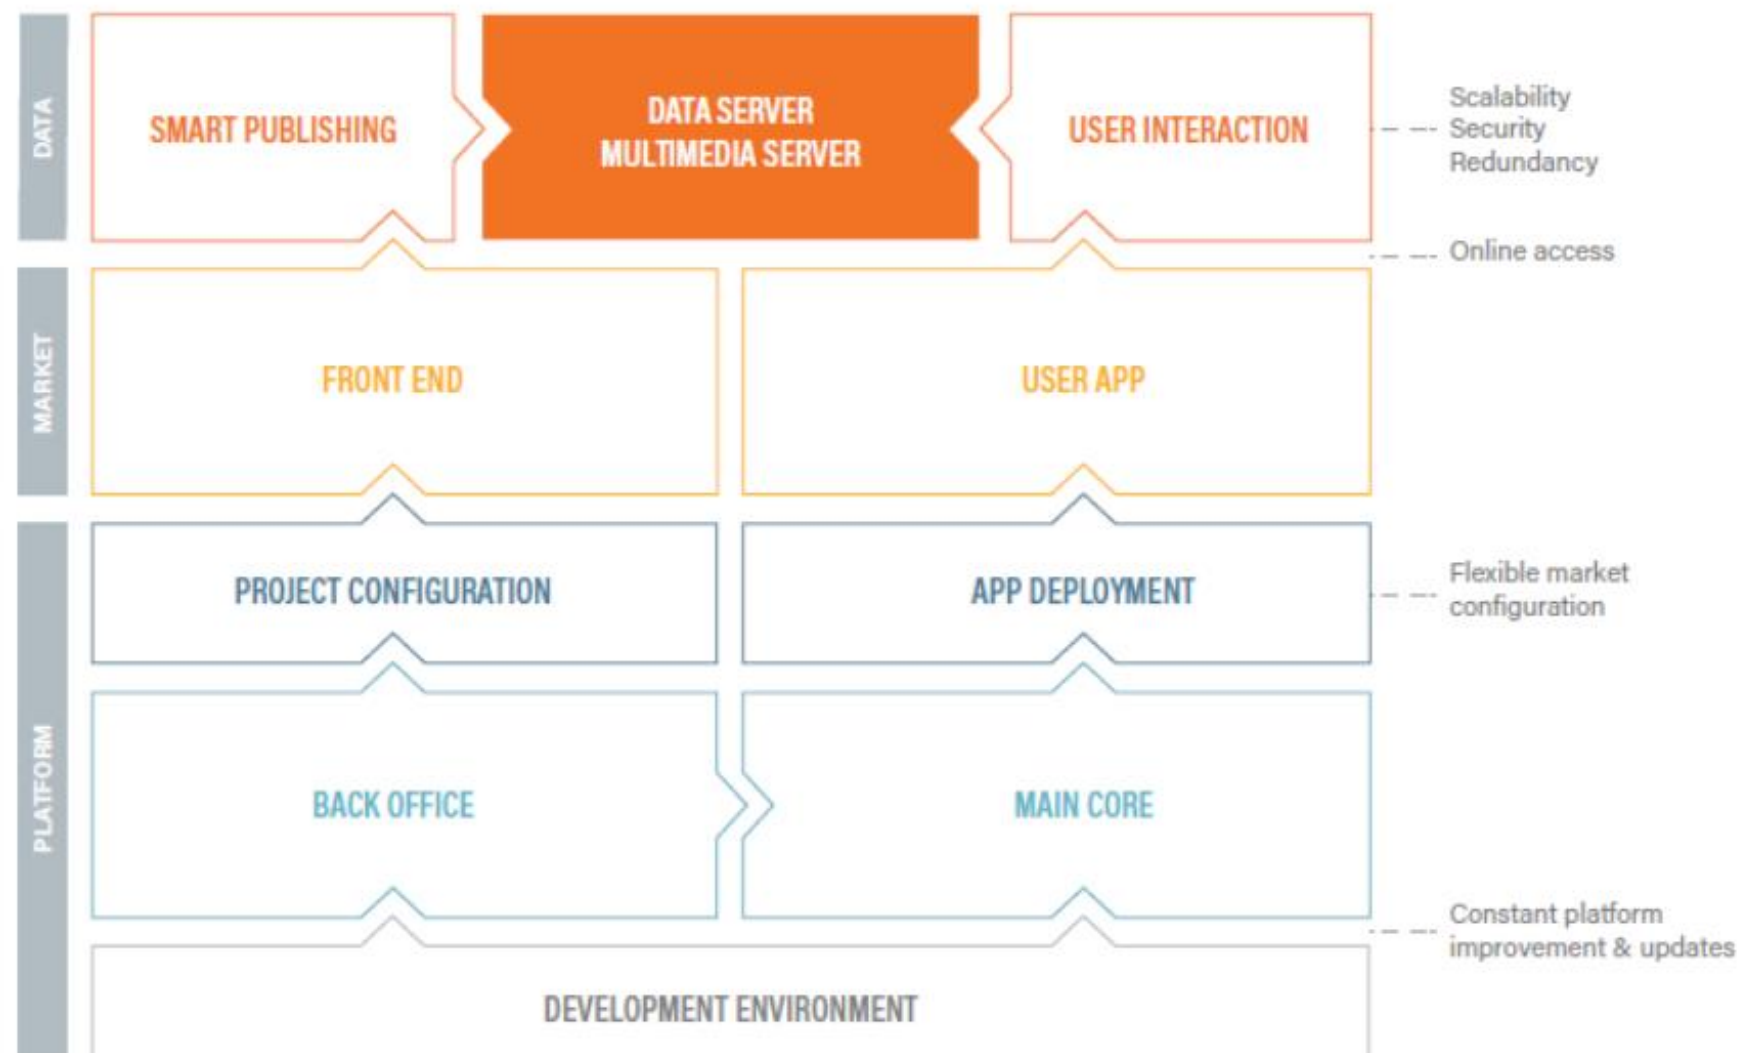 DATA
SMART PUBLISHING
DATA SERVER
MULTIMEDIA SERVER
USER INTERACTION
Scalability
Security
Redundancy
Online access
MARKET
FRONT END
USER APP
PLATFORM
PROJECT CONFIGURATION
APP DEPLOYMENT
Flexible market
configuration
BACK OFFICE
MAIN CORE
Constant platform
improvement & updates
DEVELOPMENT ENVIRONMENT